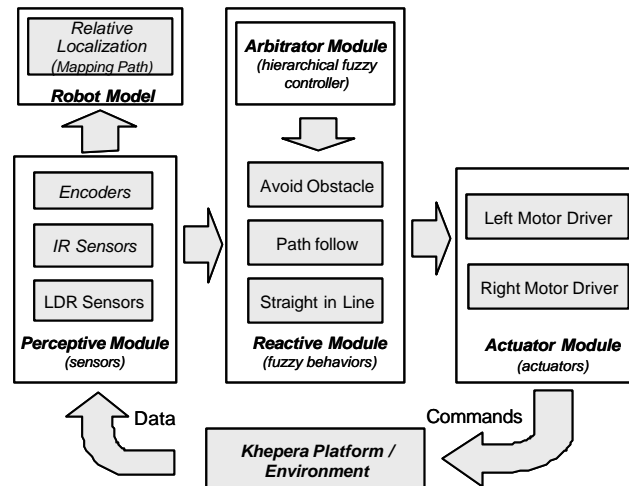 Relative
Localization
(Mapping Path)
Robot Model
Encoders
IR Sensors
LDR Sensors
Perceptive Module
(sensors)
Arbitrator Module
(hierarchical fuzzy
controller)
Avoid Obstacle
Path follow
Straight in Line
Reactive Module
(fuzzy behaviors)
Left Motor Driver
Right Motor Driver
Actuator Module
(actuators)
Data
Commands
Khepera Platform /
Environment